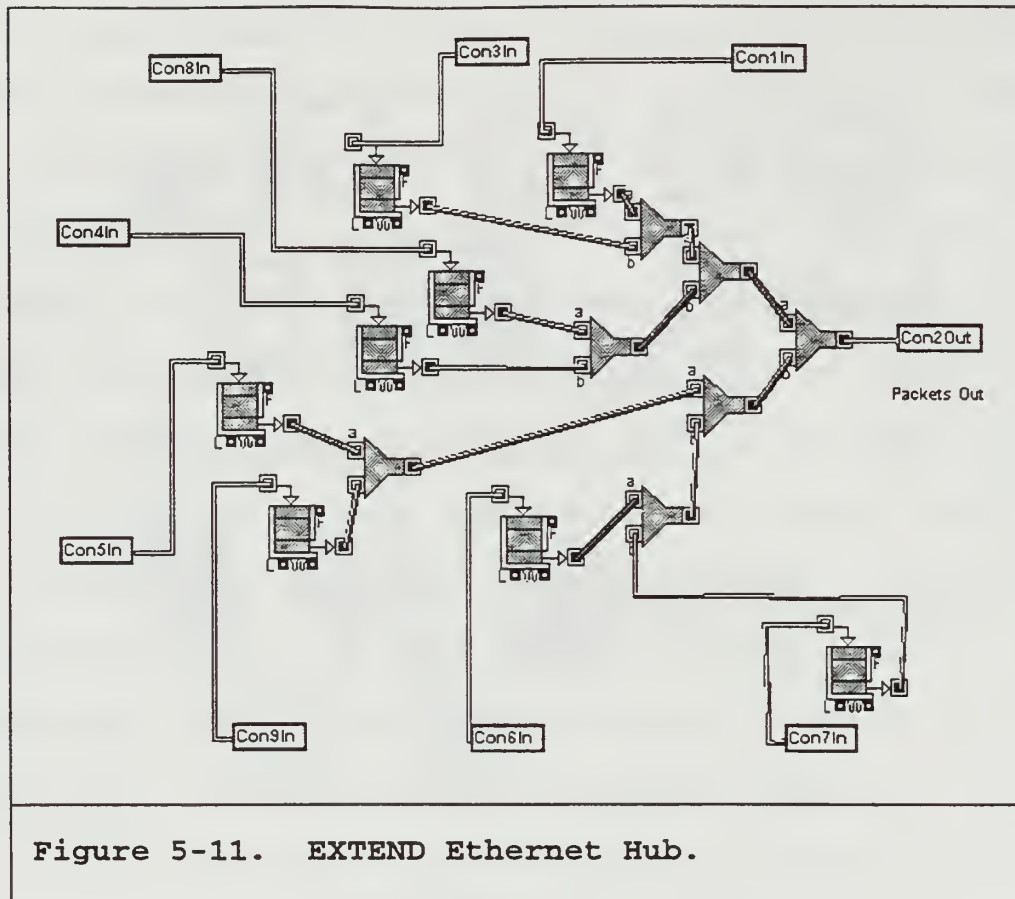 Con3In
Con1In
Con8In
F
F
L
b
Con4In
F
a
b
L
F
a
b
L
a
b
Con2Out
Packets Out
F
a
a
L
F
a
F
Con5In
L
L
F
L
Con9In
Con6In
Con7In
Figure 5-11. EXTEND Ethernet Hub.